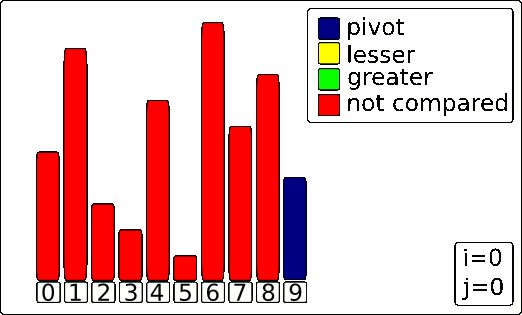 pivot
lesser
greater
not compared
0 1 2 3 4 5 6 7 8 9
i=0
j=0